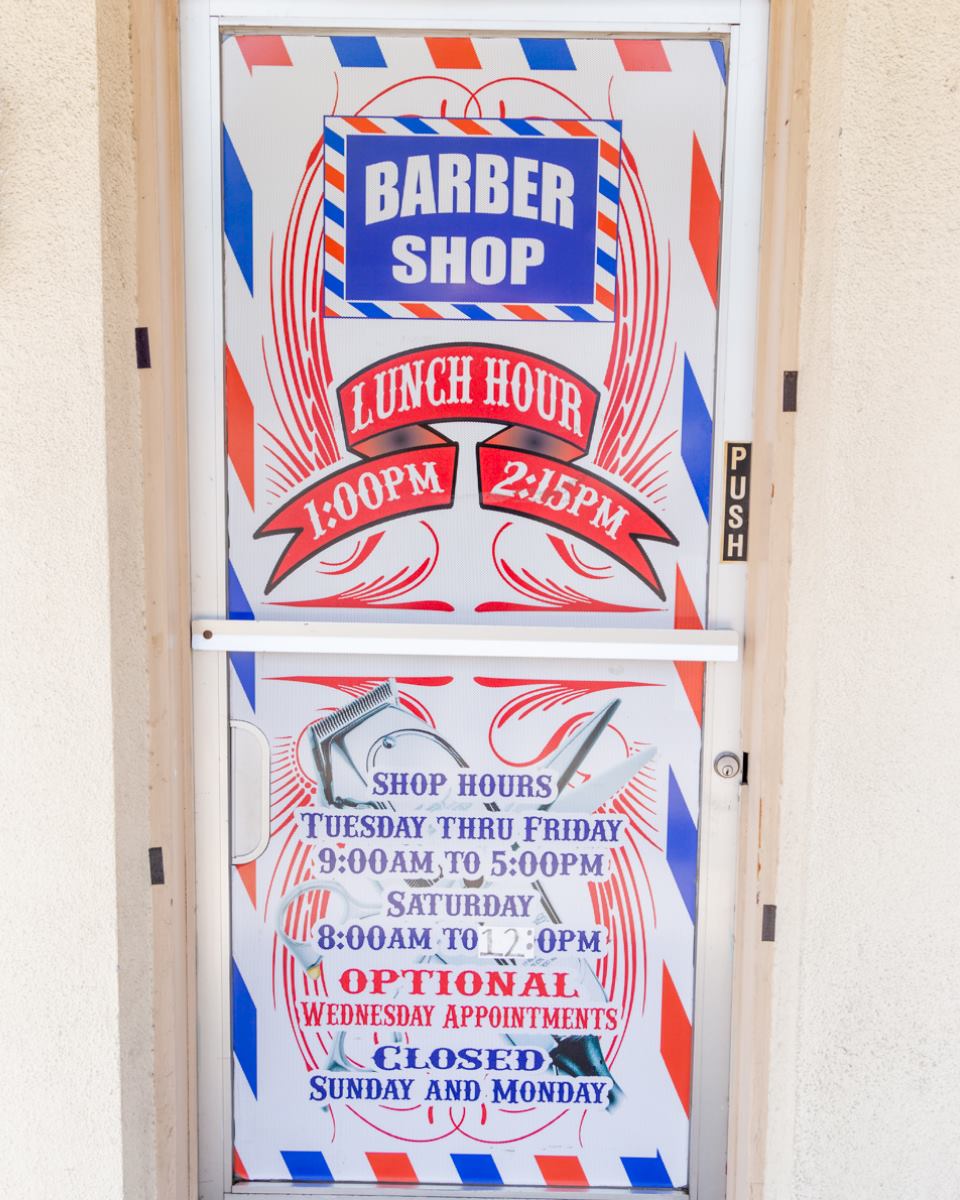 BARBER
SHOP
LUNCH HOUR
1:00PM 2:15PM
PUSH
SHOP HOURS
TUESDAY THRU FRIDAY
9:00AM TO 5:00PM
SATURDAY
8:00AM TO 12:0PM
OPTIONAL
WEDNESDAY APPOINTMENTS
CLOSED
SUNDAY AND MONDAY